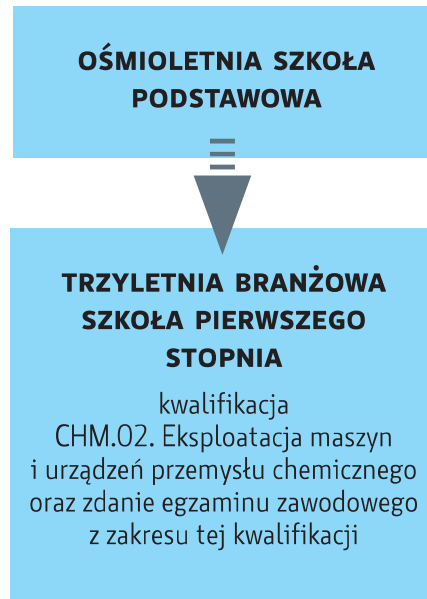 OŚMIOLETNIA SZKOŁA
PODSTAWOWA
TRZYLETNIA BRANŻOWA
SZKOŁA PIERWSZEGO
STOPNIA
kwalifikacja
CHM.02. Eksploatacja maszyn
i urządzeń przemysłu chemicznego
oraz zdanie egzaminu zawodowego
z zakresu tej kwalifikacji